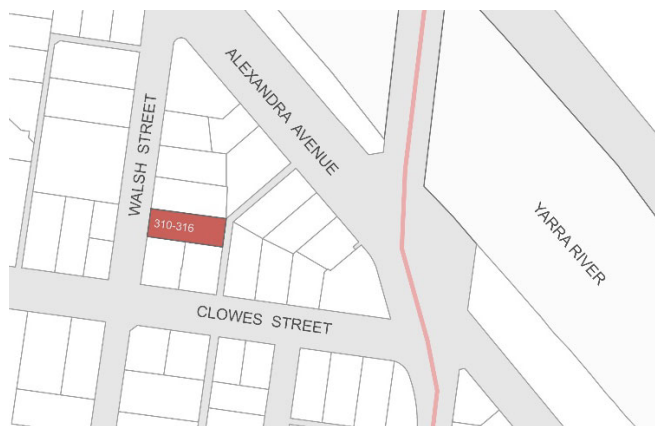 ALEXANDRA AVENUE
WALSH STREET
310-316
YARRA RIVER
CLOWES STREET